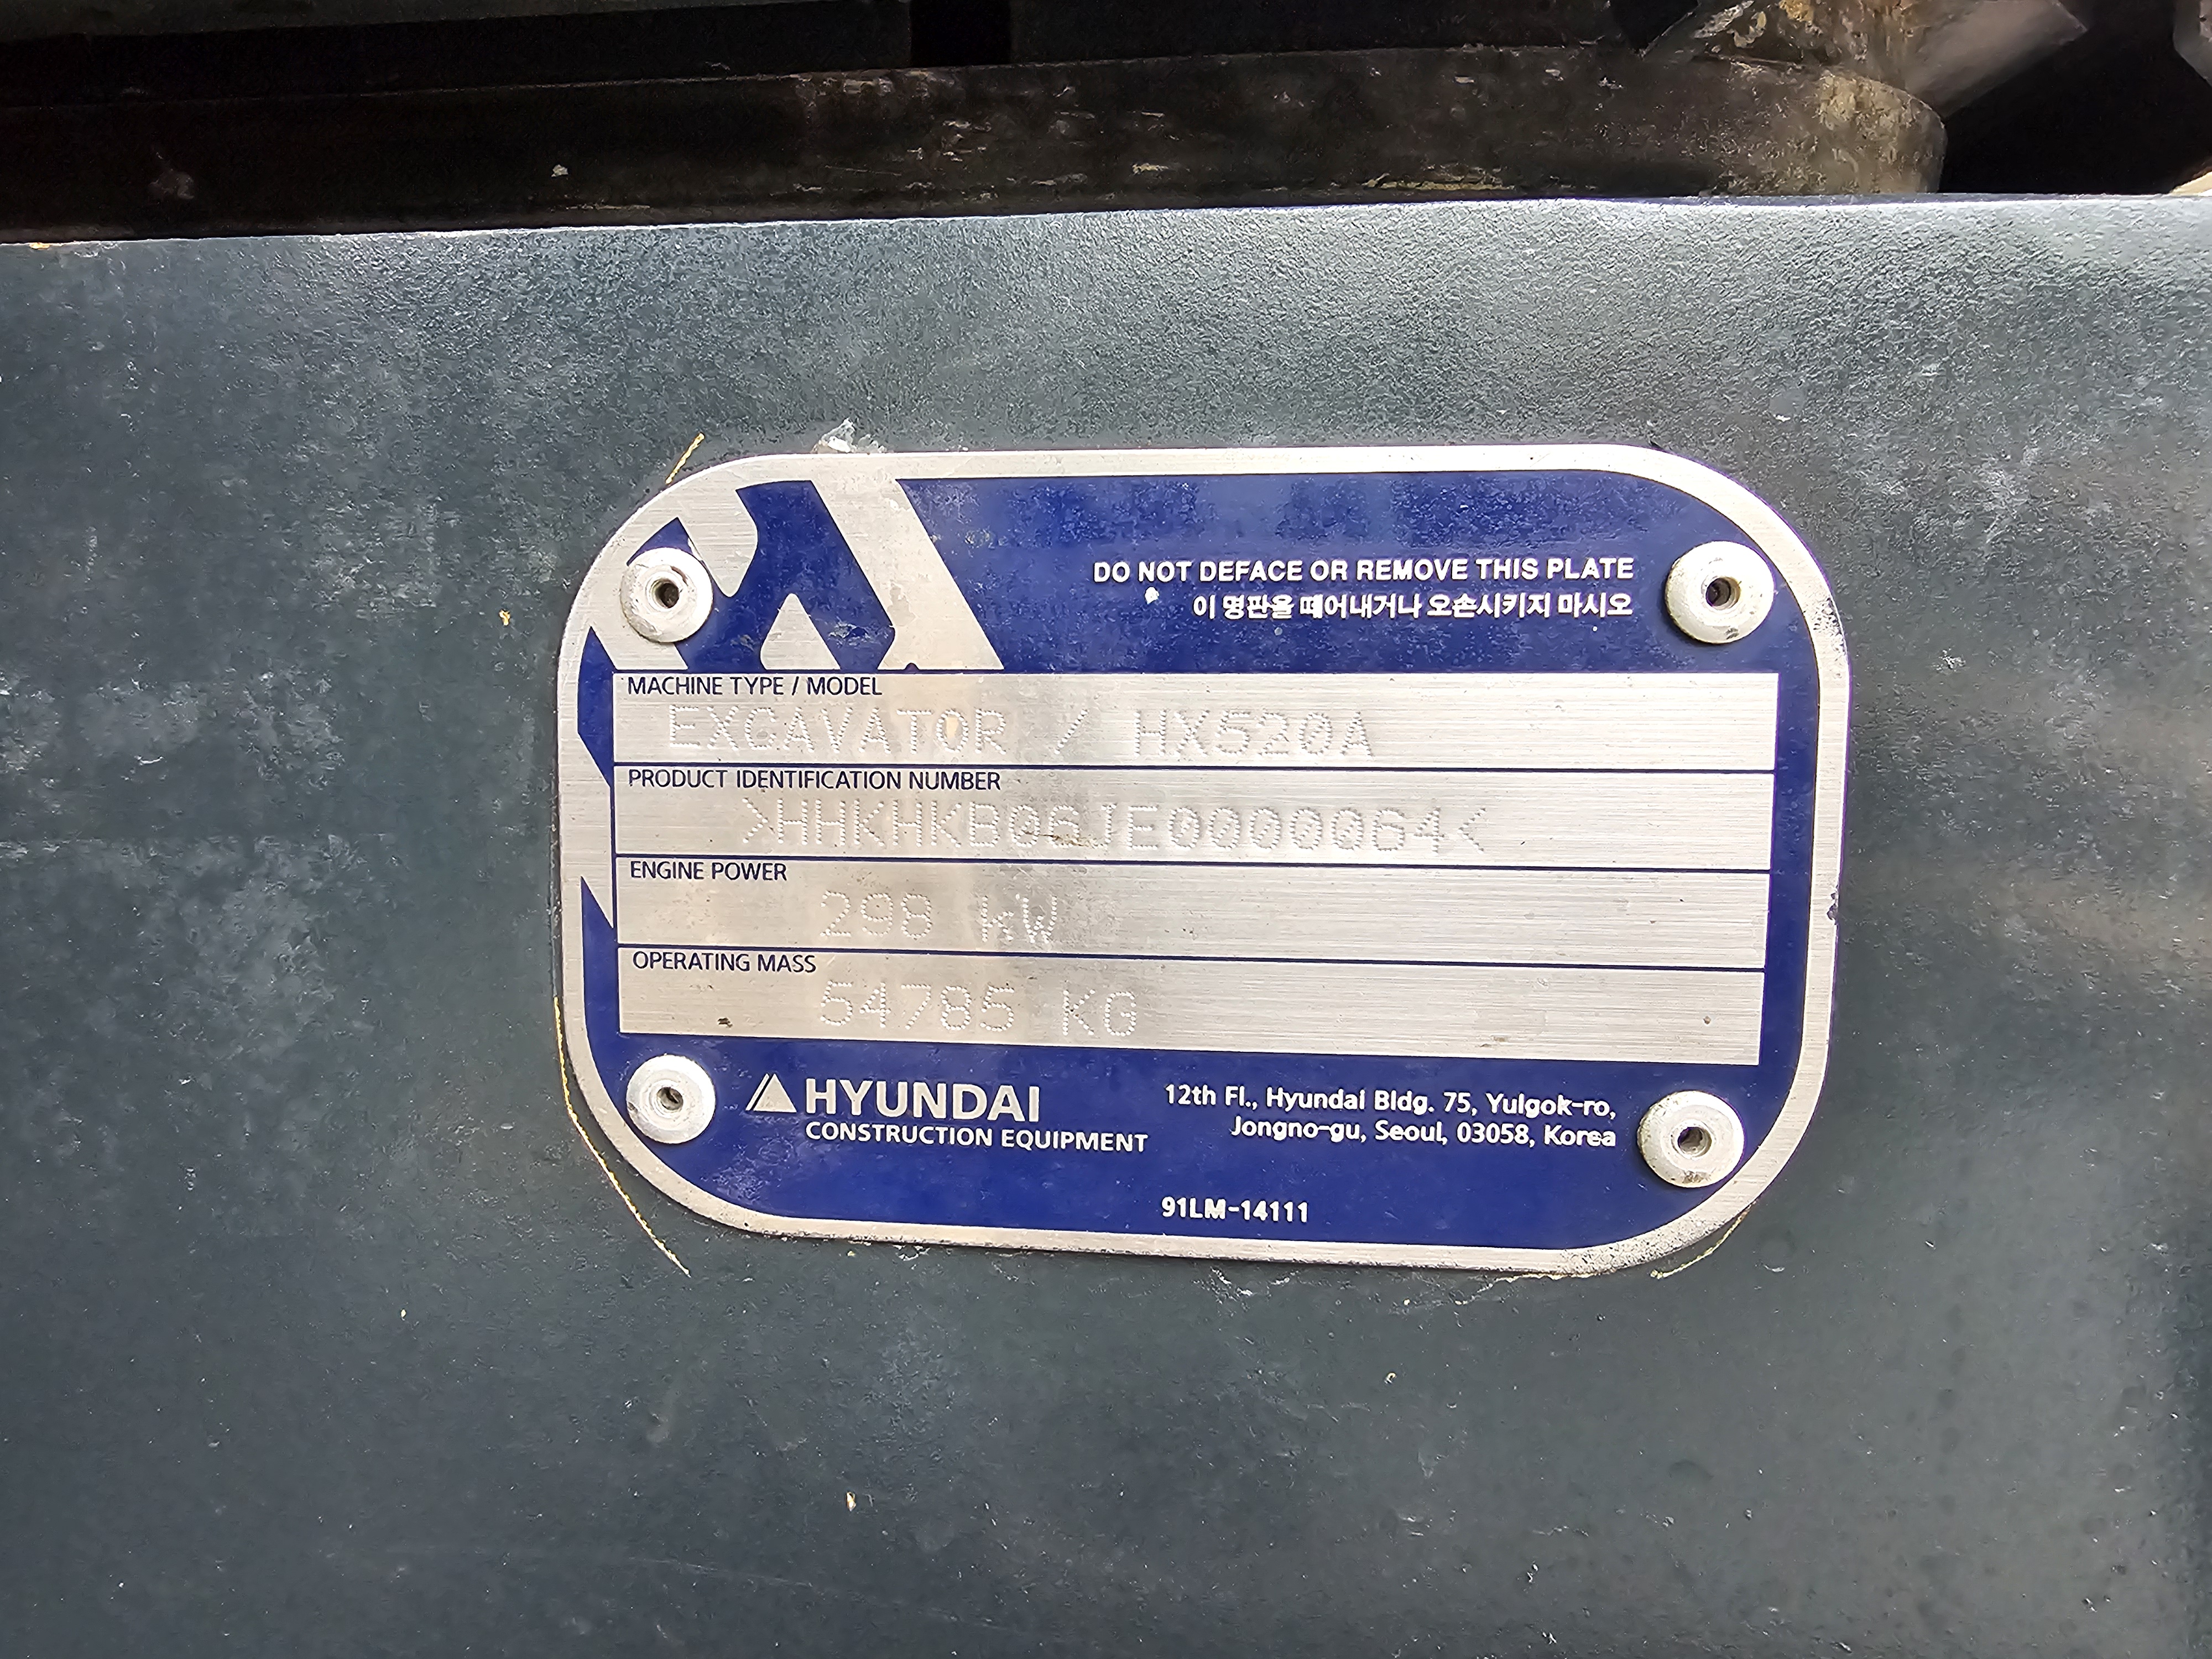 DO NOT DEFACE OR REMOVE THIS PLATE
이 명판을 떼어내거나 오손시키지 마시오
MACHINE TYPE / MODEL
EXCAVATOR / HX520A
PRODUCT IDENTIFICATION NUMBER
>HHKHKB06JE0000064<
ENGINE POWER
298 kW
OPERATING MASS
54785 KG
HYUNDAI
CONSTRUCTION EQUIPMENT
12th Fl., Hyundai Bldg. 75, Yulgok-ro,
Jongno-gu, Seoul, 03058, Korea
91LM-14111